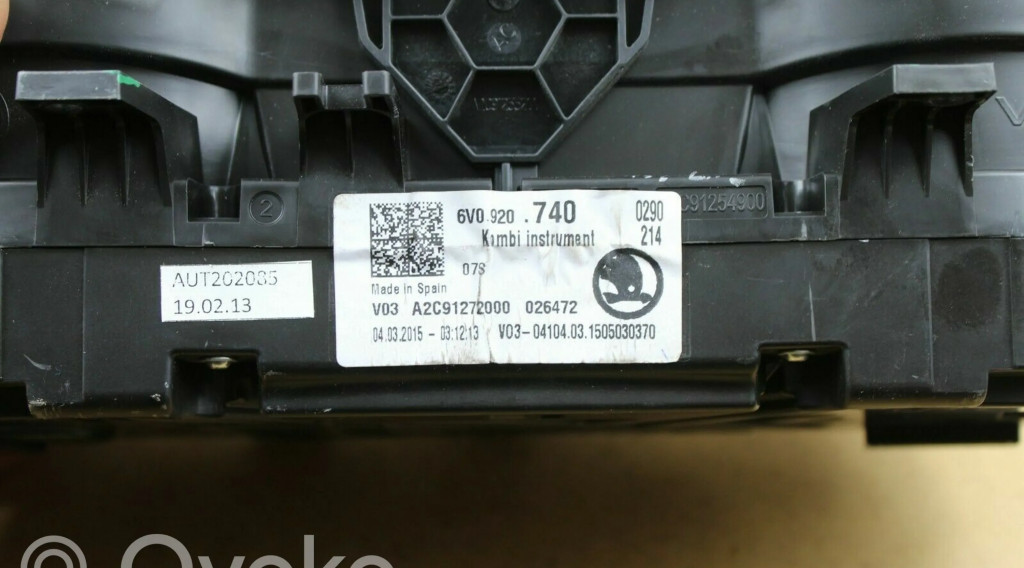 C91254900
2
6V0 920 .740 0290
Kombi instrument 214
Made in Spain
V03 A2C91272000 026472
04.03.2015 - 03:12:13 V03-04104.03.1505030370
AUT202085
19.02.13
Ovoko